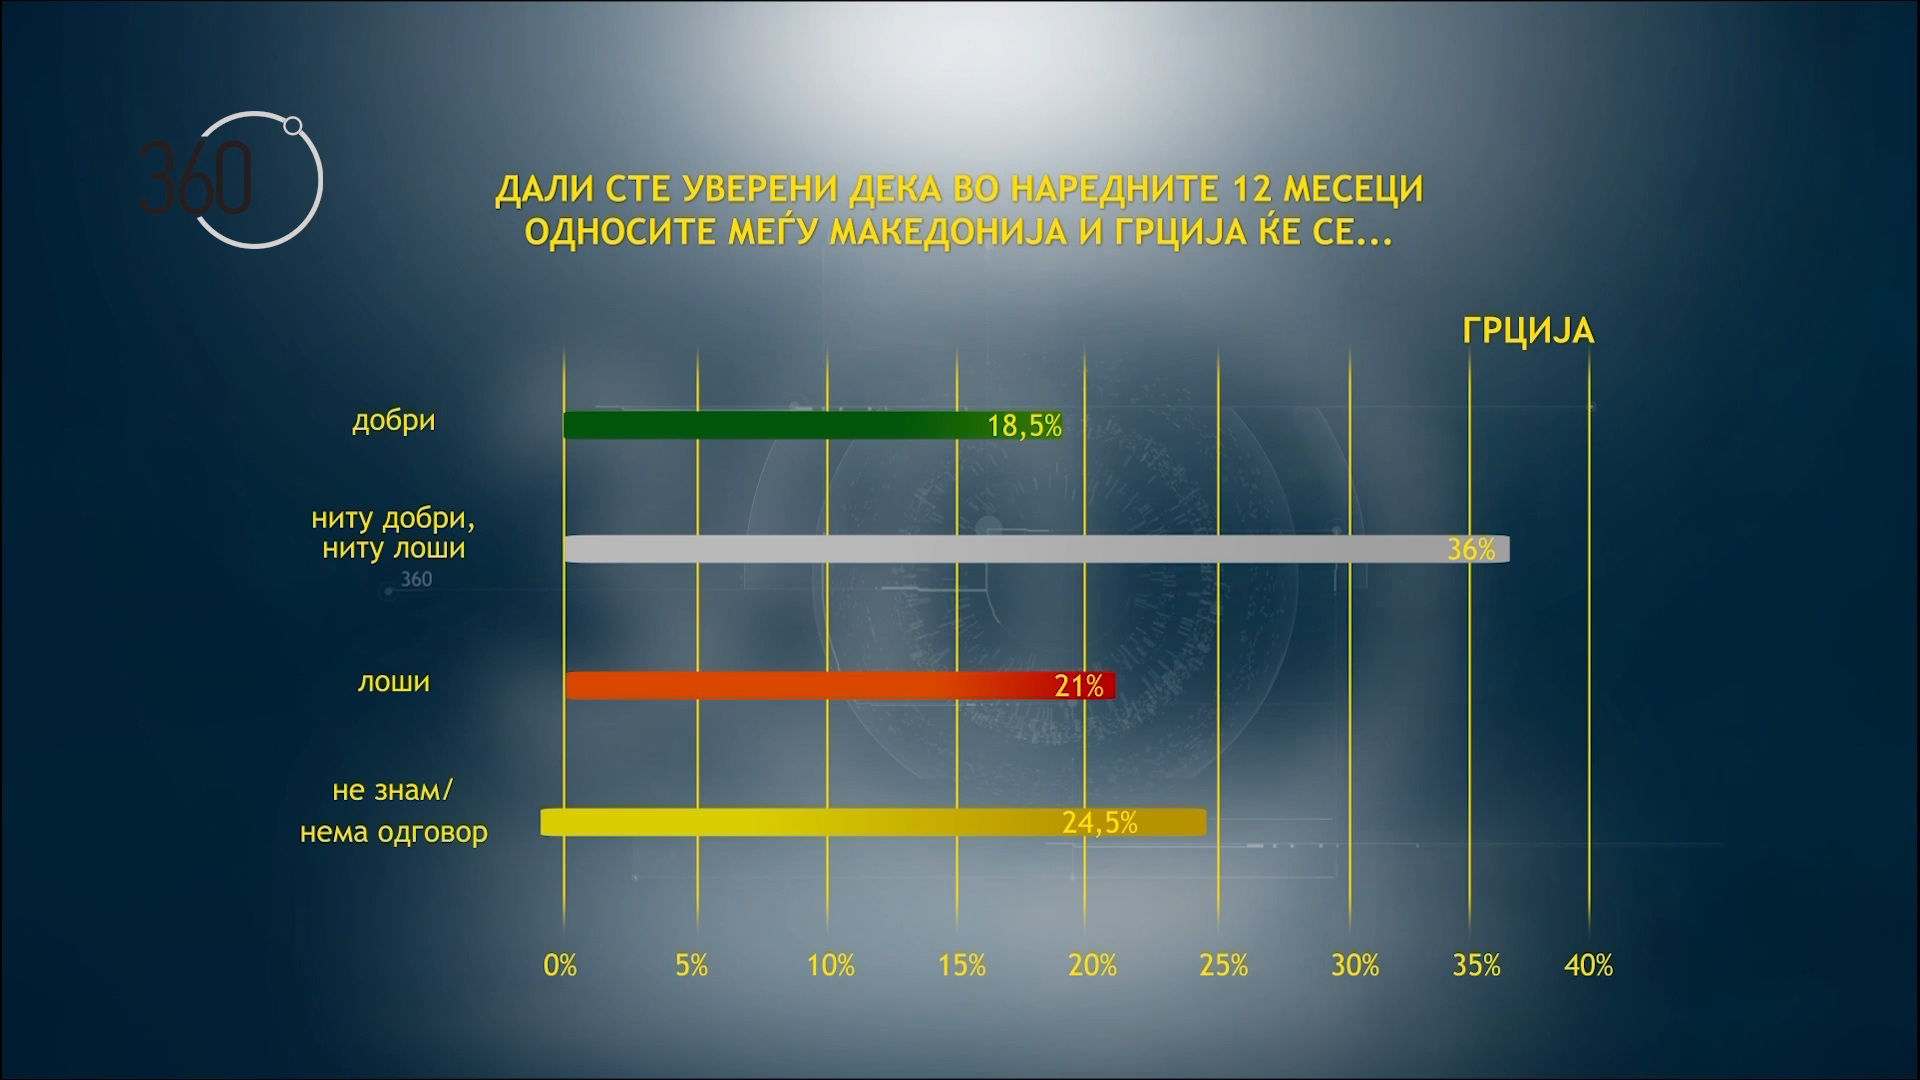 360
ДАЛИ СТЕ УВЕРЕНИ ДЕКА ВО НАРЕДНИТЕ 12 МЕСЕЦИ
ОДНОСИТЕ МЕЃУ МАКЕДОНИЈА И ГРЦИЈА ЌЕ СЕ...
ГРЦИЈА
добри
18,5%
ниту добри,
ниту лоши
36%
360
лоши
21%
не знам/
нема одговор
24,5%
0% 5% 10% 15% 20% 25% 30% 35% 40%